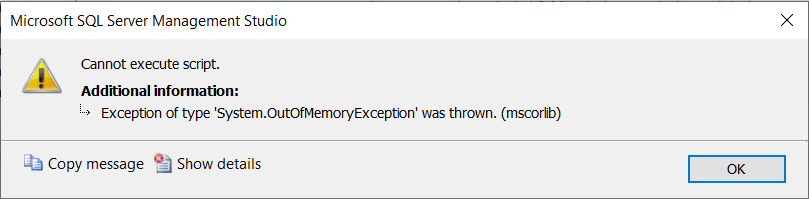 Microsoft SQL Server Management Studio
Cannot execute script.
Additional information:
Exception of type 'System.OutOfMemoryException' was thrown. (mscorlib)
Copy message Show details OK